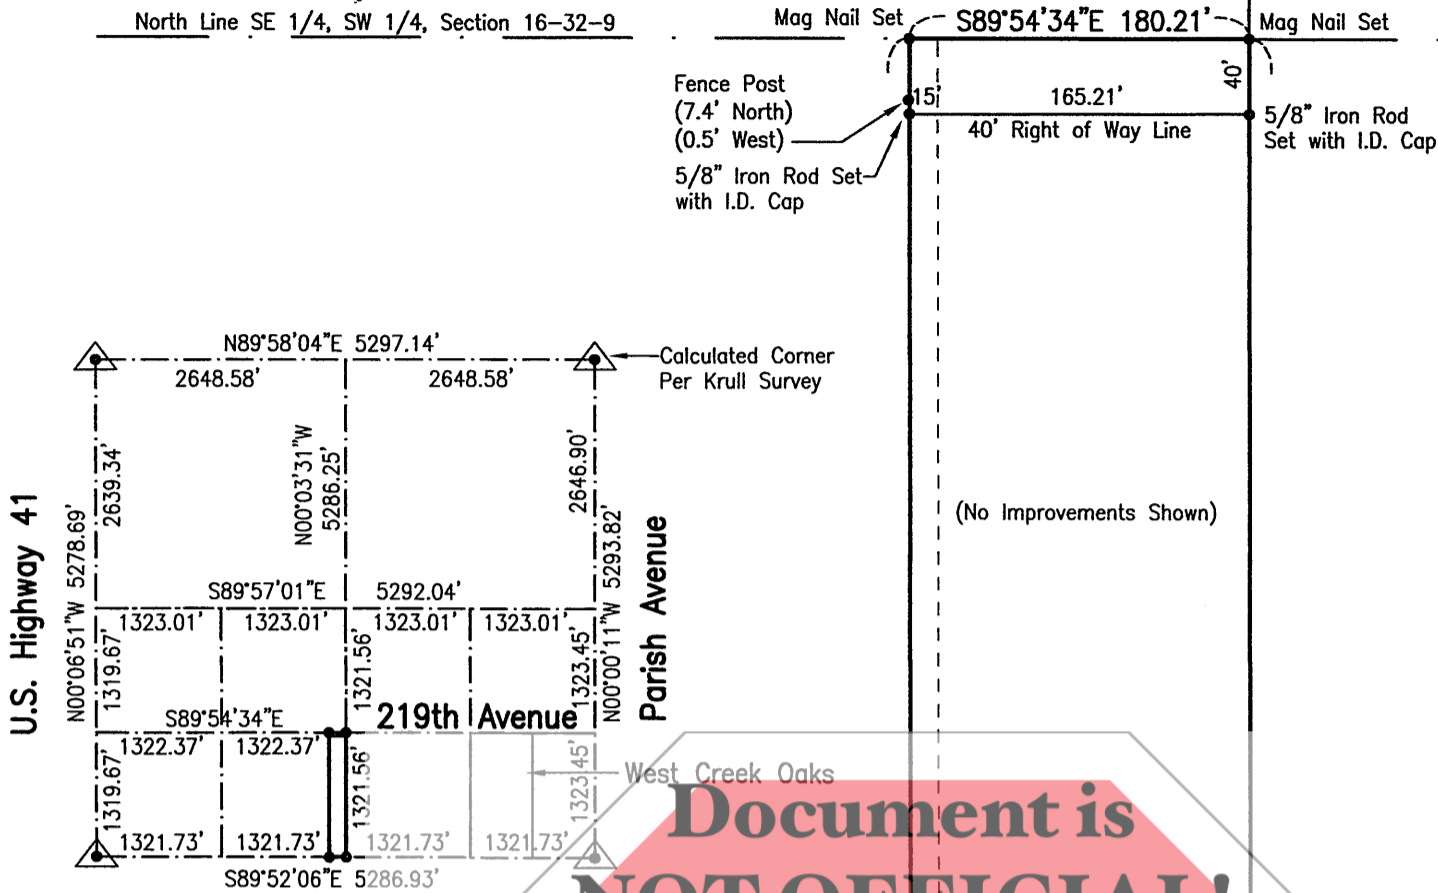 North Line SE 1/4, SW 1/4, Section 16-32-9
Mag Nail Set
S89°54'34"E 180.21'
Mag Nail Set
Fence Post
(7.4' North)
(0.5' West)
5/8" Iron Rod Set
with I.D. Cap
15'
165.21'
40'
40' Right of Way Line
5/8" Iron Rod
Set with I.D. Cap
(No Improvements Shown)
N89°58'04"E 5297.14'
2648.58'
2648.58'
Calculated Corner
Per Krull Survey
U.S. Highway 41
N00°06'51"W 5278.69'
2639.34'
N00°03'31"W
5286.25'
2646.90'
N00°00'11"W 5293.82'
Parish Avenue
S89°57'01"E 5292.04'
1323.01'
1323.01'
1323.01'
1323.01'
1319.67'
1321.56'
1323.45'
S89°54'34"E
219th Avenue
1322.37'
1322.37'
1319.67'
1321.56'
1323.45'
West Creek Oaks
1321.73'
1321.73'
1321.73'
1321.73'
S89°52'06"E 5286.93'
Document is
NOT OFFICIAL!